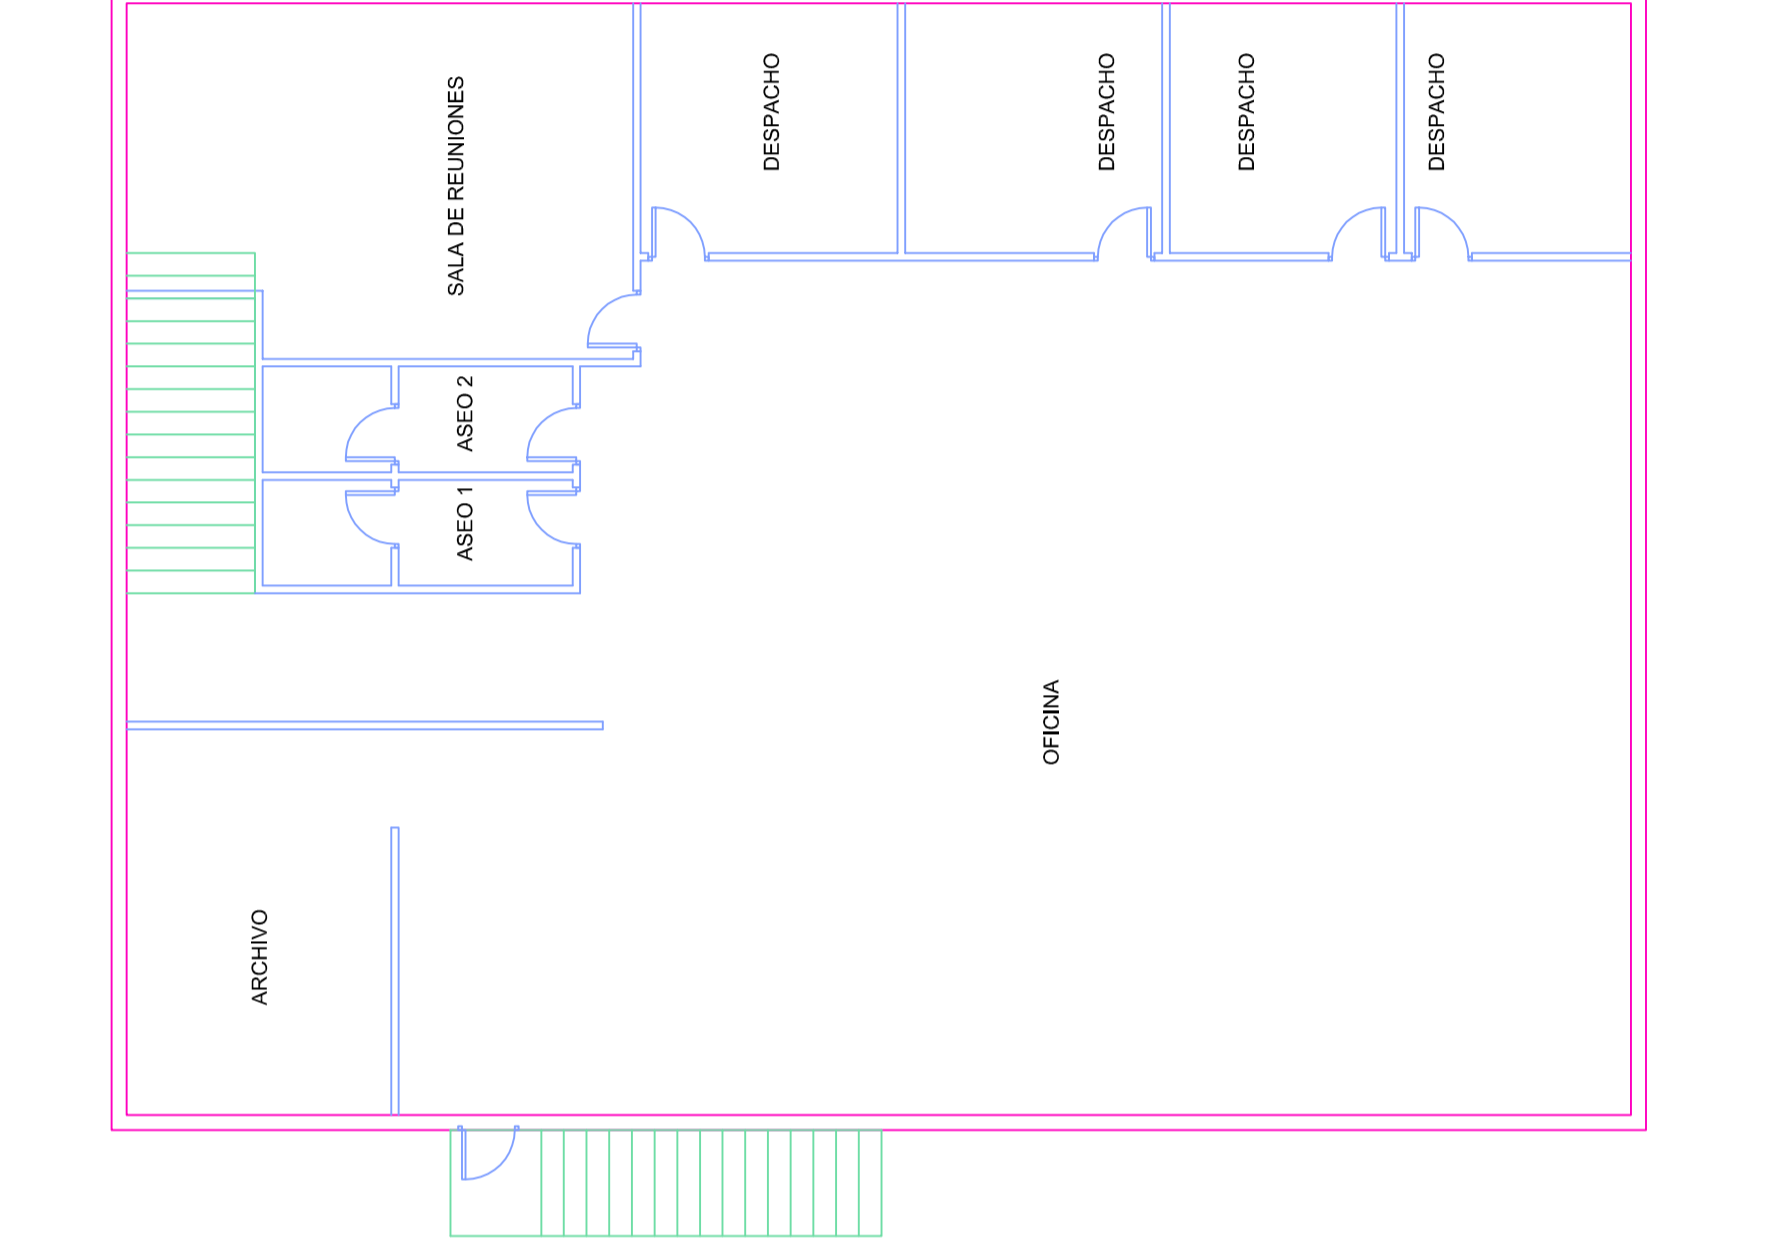 SALA DE REUNIONES
DESPACHO
DESPACHO
DESPACHO
DESPACHO
ASEO 2
ASEO 1
OFICINA
ARCHIVO